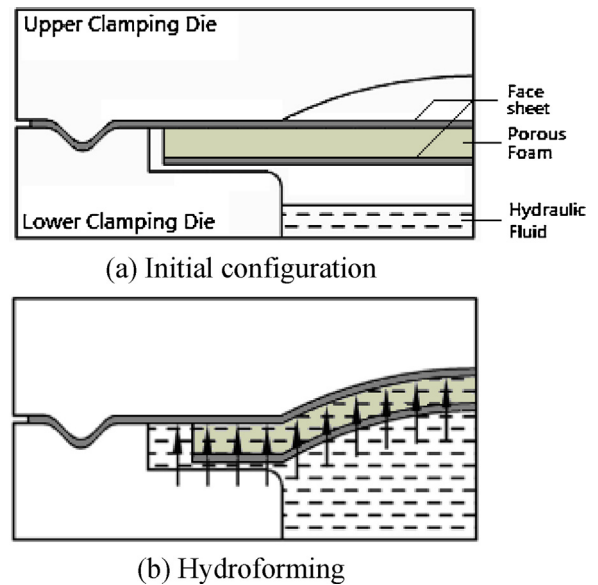 Upper Clamping Die
Face
sheet
Porous
Foam
Lower Clamping Die
Hydraulic
Fluid
(a) Initial configuration
(b) Hydroforming